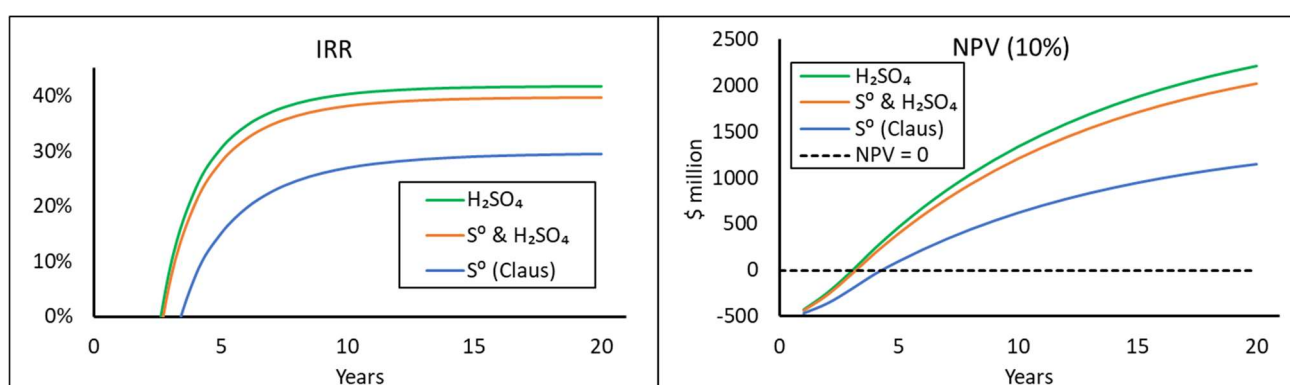 IRR
40%
30%
20%
10%
0%
H₂SO₄
Sº & H₂SO₄
Sº (Claus)
0 5 10 15 20
Years
NPV (10%)
$ million
2500
2000
1500
1000
500
0
-500
H₂SO₄
Sº & H₂SO₄
Sº (Claus)
NPV = 0
0 5 10 15 20
Years